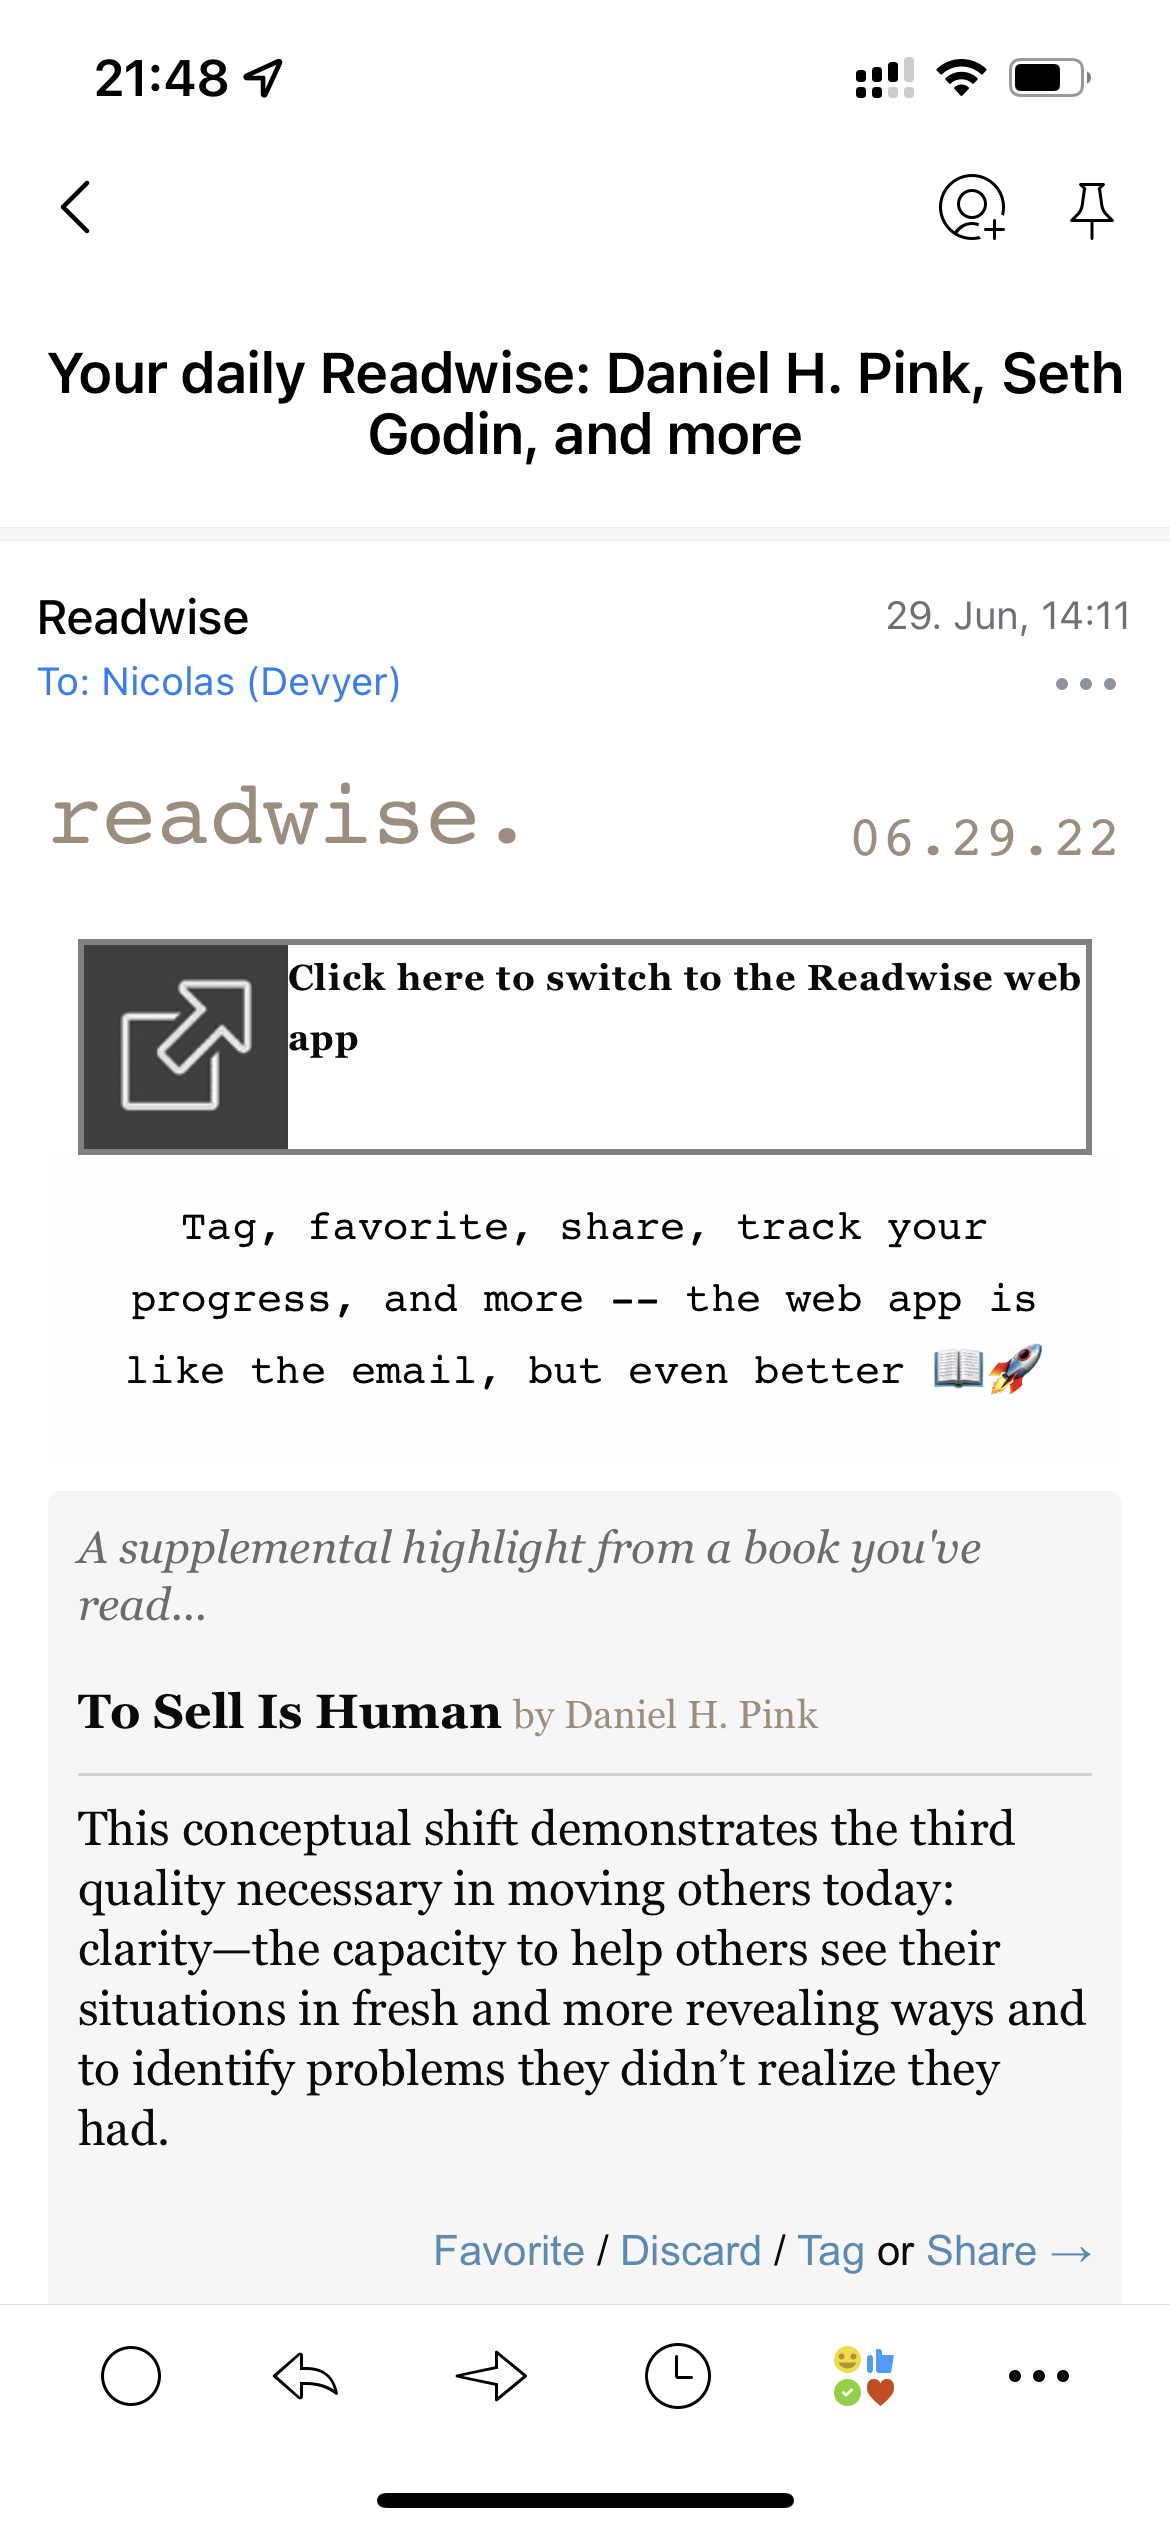 21:48
Your daily Readwise: Daniel H. Pink, Seth
Godin, and more
Readwise
29. Jun, 14:11
To: Nicolas (Devyer)
readwise.
06.29.22
Click here to switch to the Readwise web
app
Tag, favorite, share, track your
progress, and more -- the web app is
like the email, but even better 📖🚀
A supplemental highlight from a book you've
read...
To Sell Is Human by Daniel H. Pink
This conceptual shift demonstrates the third
quality necessary in moving others today:
clarity—the capacity to help others see their
situations in fresh and more revealing ways and
to identify problems they didn’t realize they
had.
Favorite / Discard / Tag or Share →